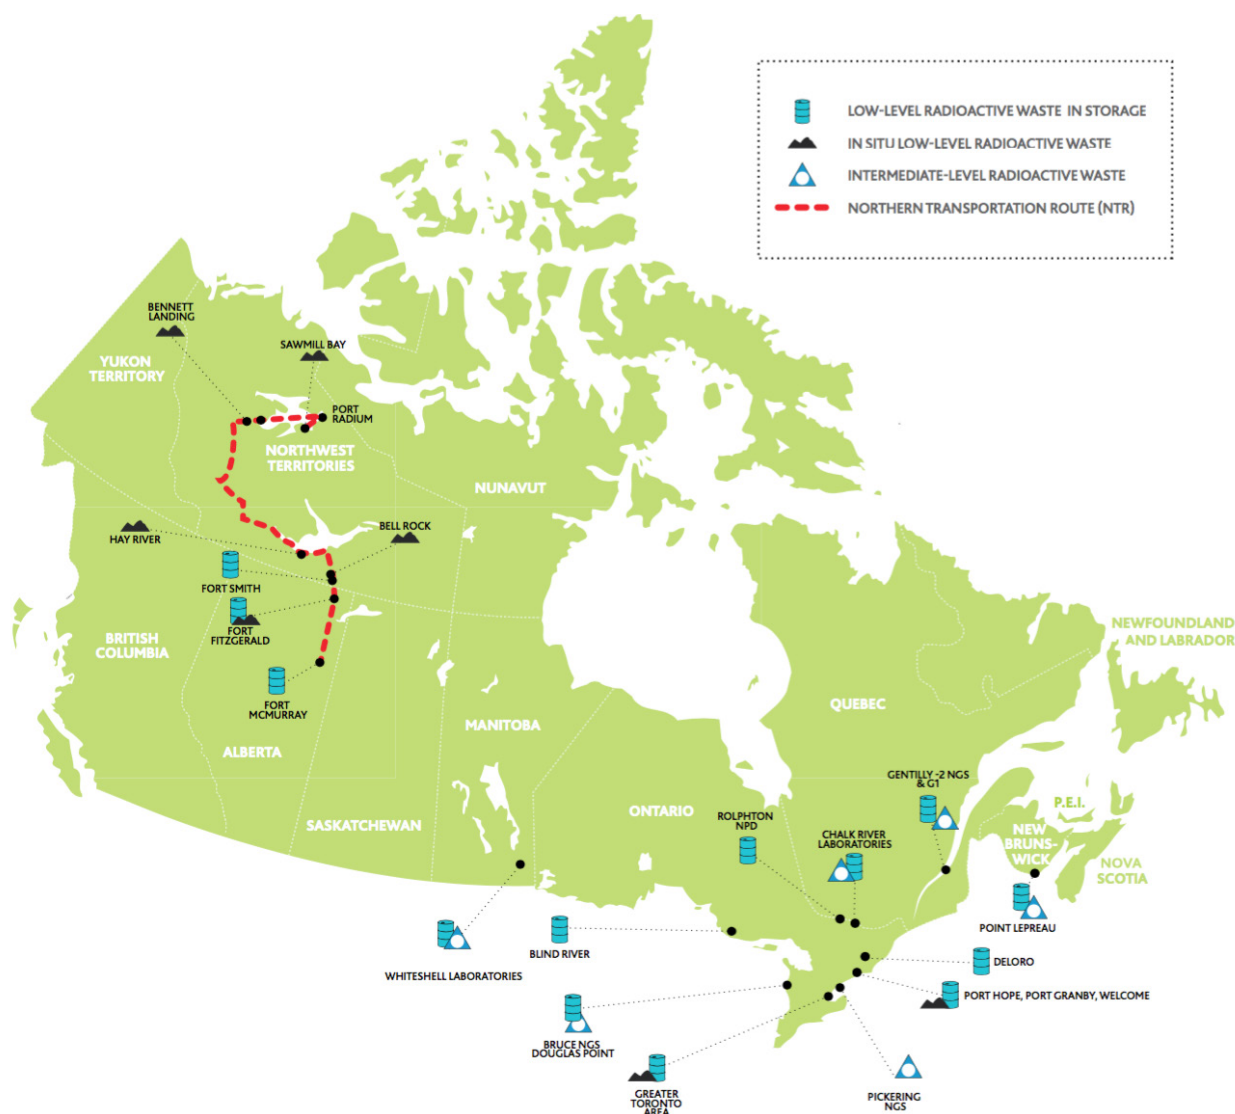 LOW-LEVEL RADIOACTIVE WASTE IN STORAGE
IN SITU LOW-LEVEL RADIOACTIVE WASTE
INTERMEDIATE-LEVEL RADIOACTIVE WASTE
NORTHERN TRANSPORTATION ROUTE (NTR)
BENNETT
LANDING
SAWMILL BAY
YUKON
TERRITORY
PORT
RADIUM
NORTHWEST
TERRITORIES
NUNAVUT
HAY RIVER
BELL ROCK
FORT SMITH
FORT
FITZGERALD
BRITISH
COLUMBIA
FORT
MCMURRAY
ALBERTA
MANITOBA
SASKATCHEWAN
ONTARIO
QUEBEC
NEWFOUNDLAND
AND LABRADOR
GENTILLY -2 NGS
& G1
P.E.I.
ROLPHTON
NPD
CHALK RIVER
LABORATORIES
NEW
BRUNS-
WICK
NOVA
SCOTIA
POINT LEPREAU
WHITESHELL LABORATORIES
BLIND RIVER
DELORO
PORT HOPE, PORT GRANBY, WELCOME
BRUCE NGS
DOUGLAS POINT
GREATER
TORONTO
AREA
PICKERING
NGS